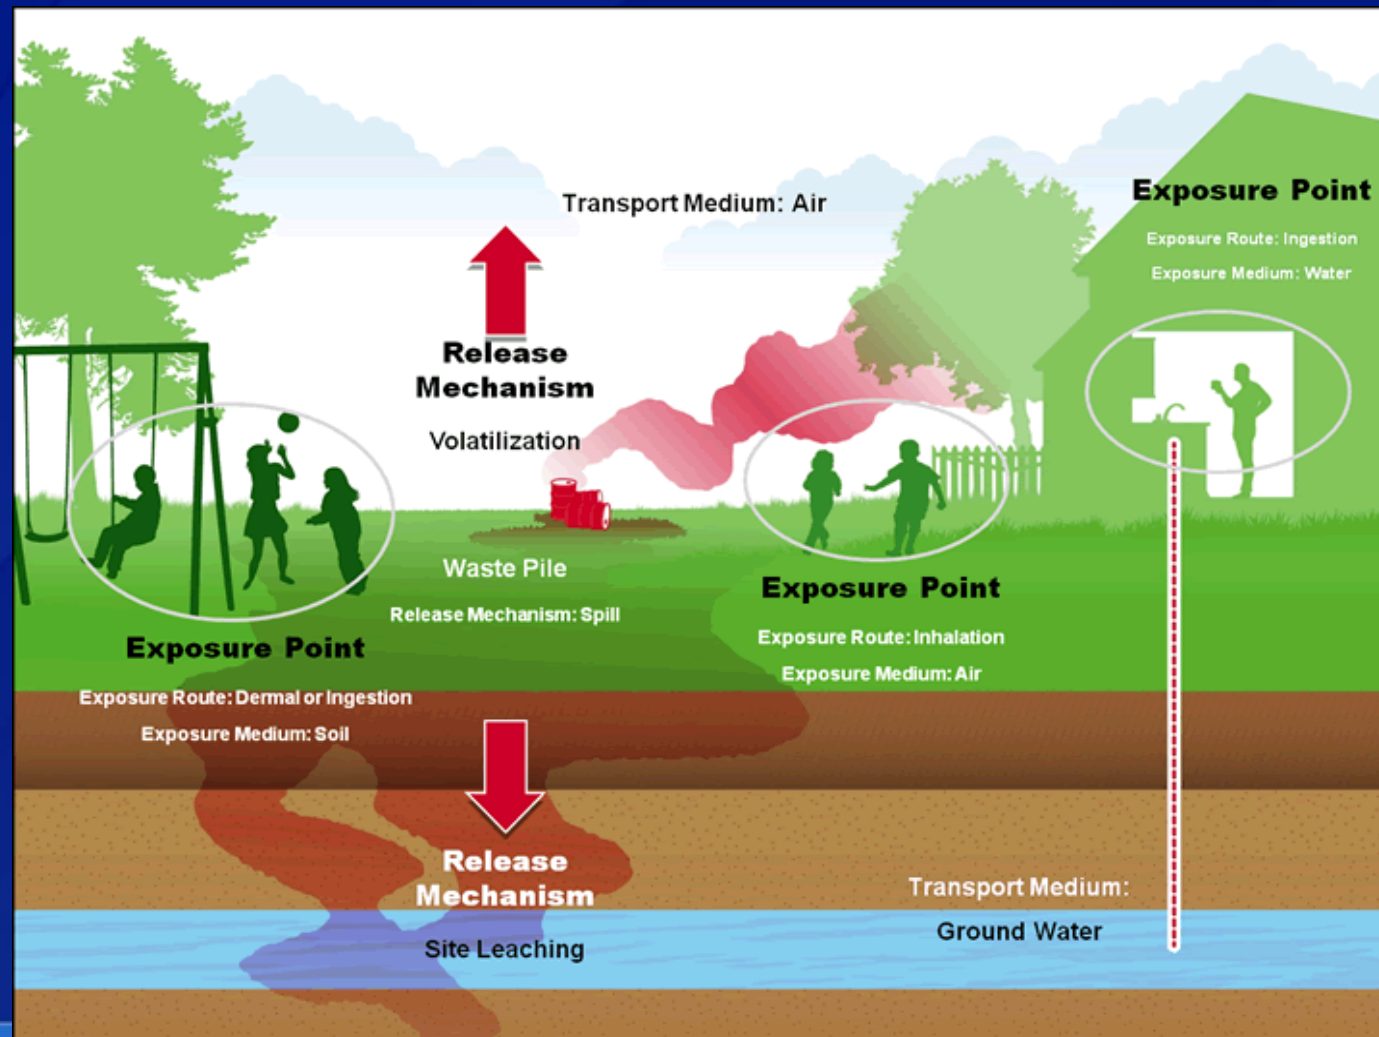 Transport Medium: Air
Exposure Point
Exposure Route: Ingestion
Exposure Medium: Water
Release
Mechanism
Volatilization
Waste Pile
Release Mechanism: Spill
Exposure Point
Exposure Route: Inhalation
Exposure Medium: Air
Exposure Point
Exposure Route: Dermal or Ingestion
Exposure Medium: Soil
Release
Mechanism
Site Leaching
Transport Medium:
Ground Water